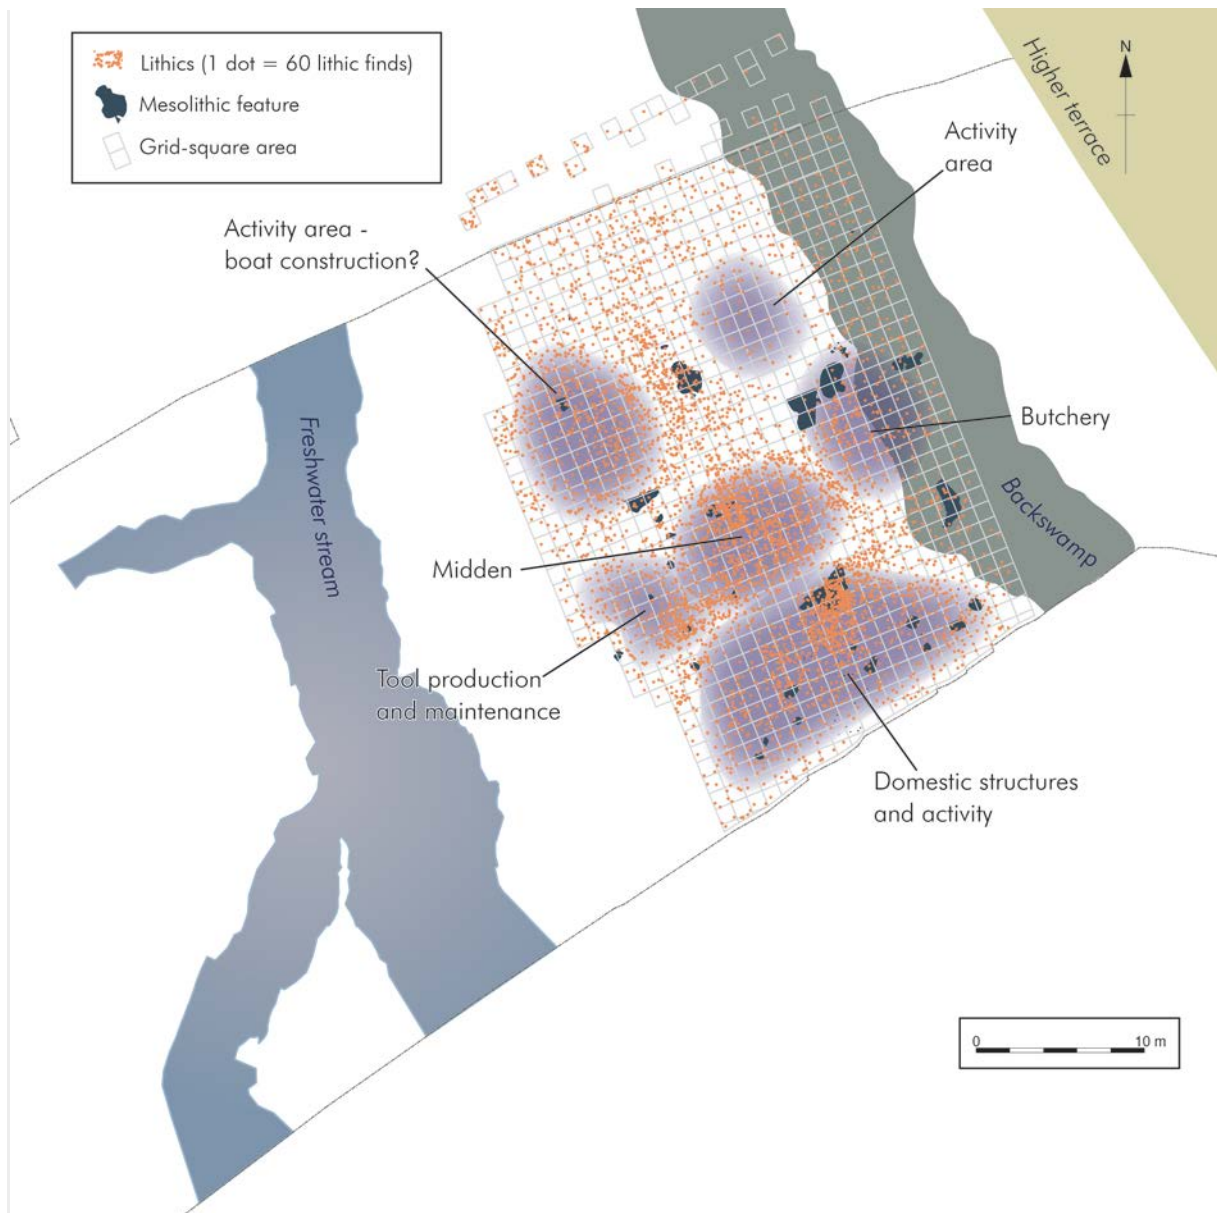 Lithics (1 dot = 60 lithic finds)
Mesolithic feature
Grid-square area
N
Higher terrace
Activity
area
Activity area -
boat construction?
Butchery
Freshwater stream
Backswamp
Midden
Tool production
and maintenance
Domestic structures
and activity
0 10 m